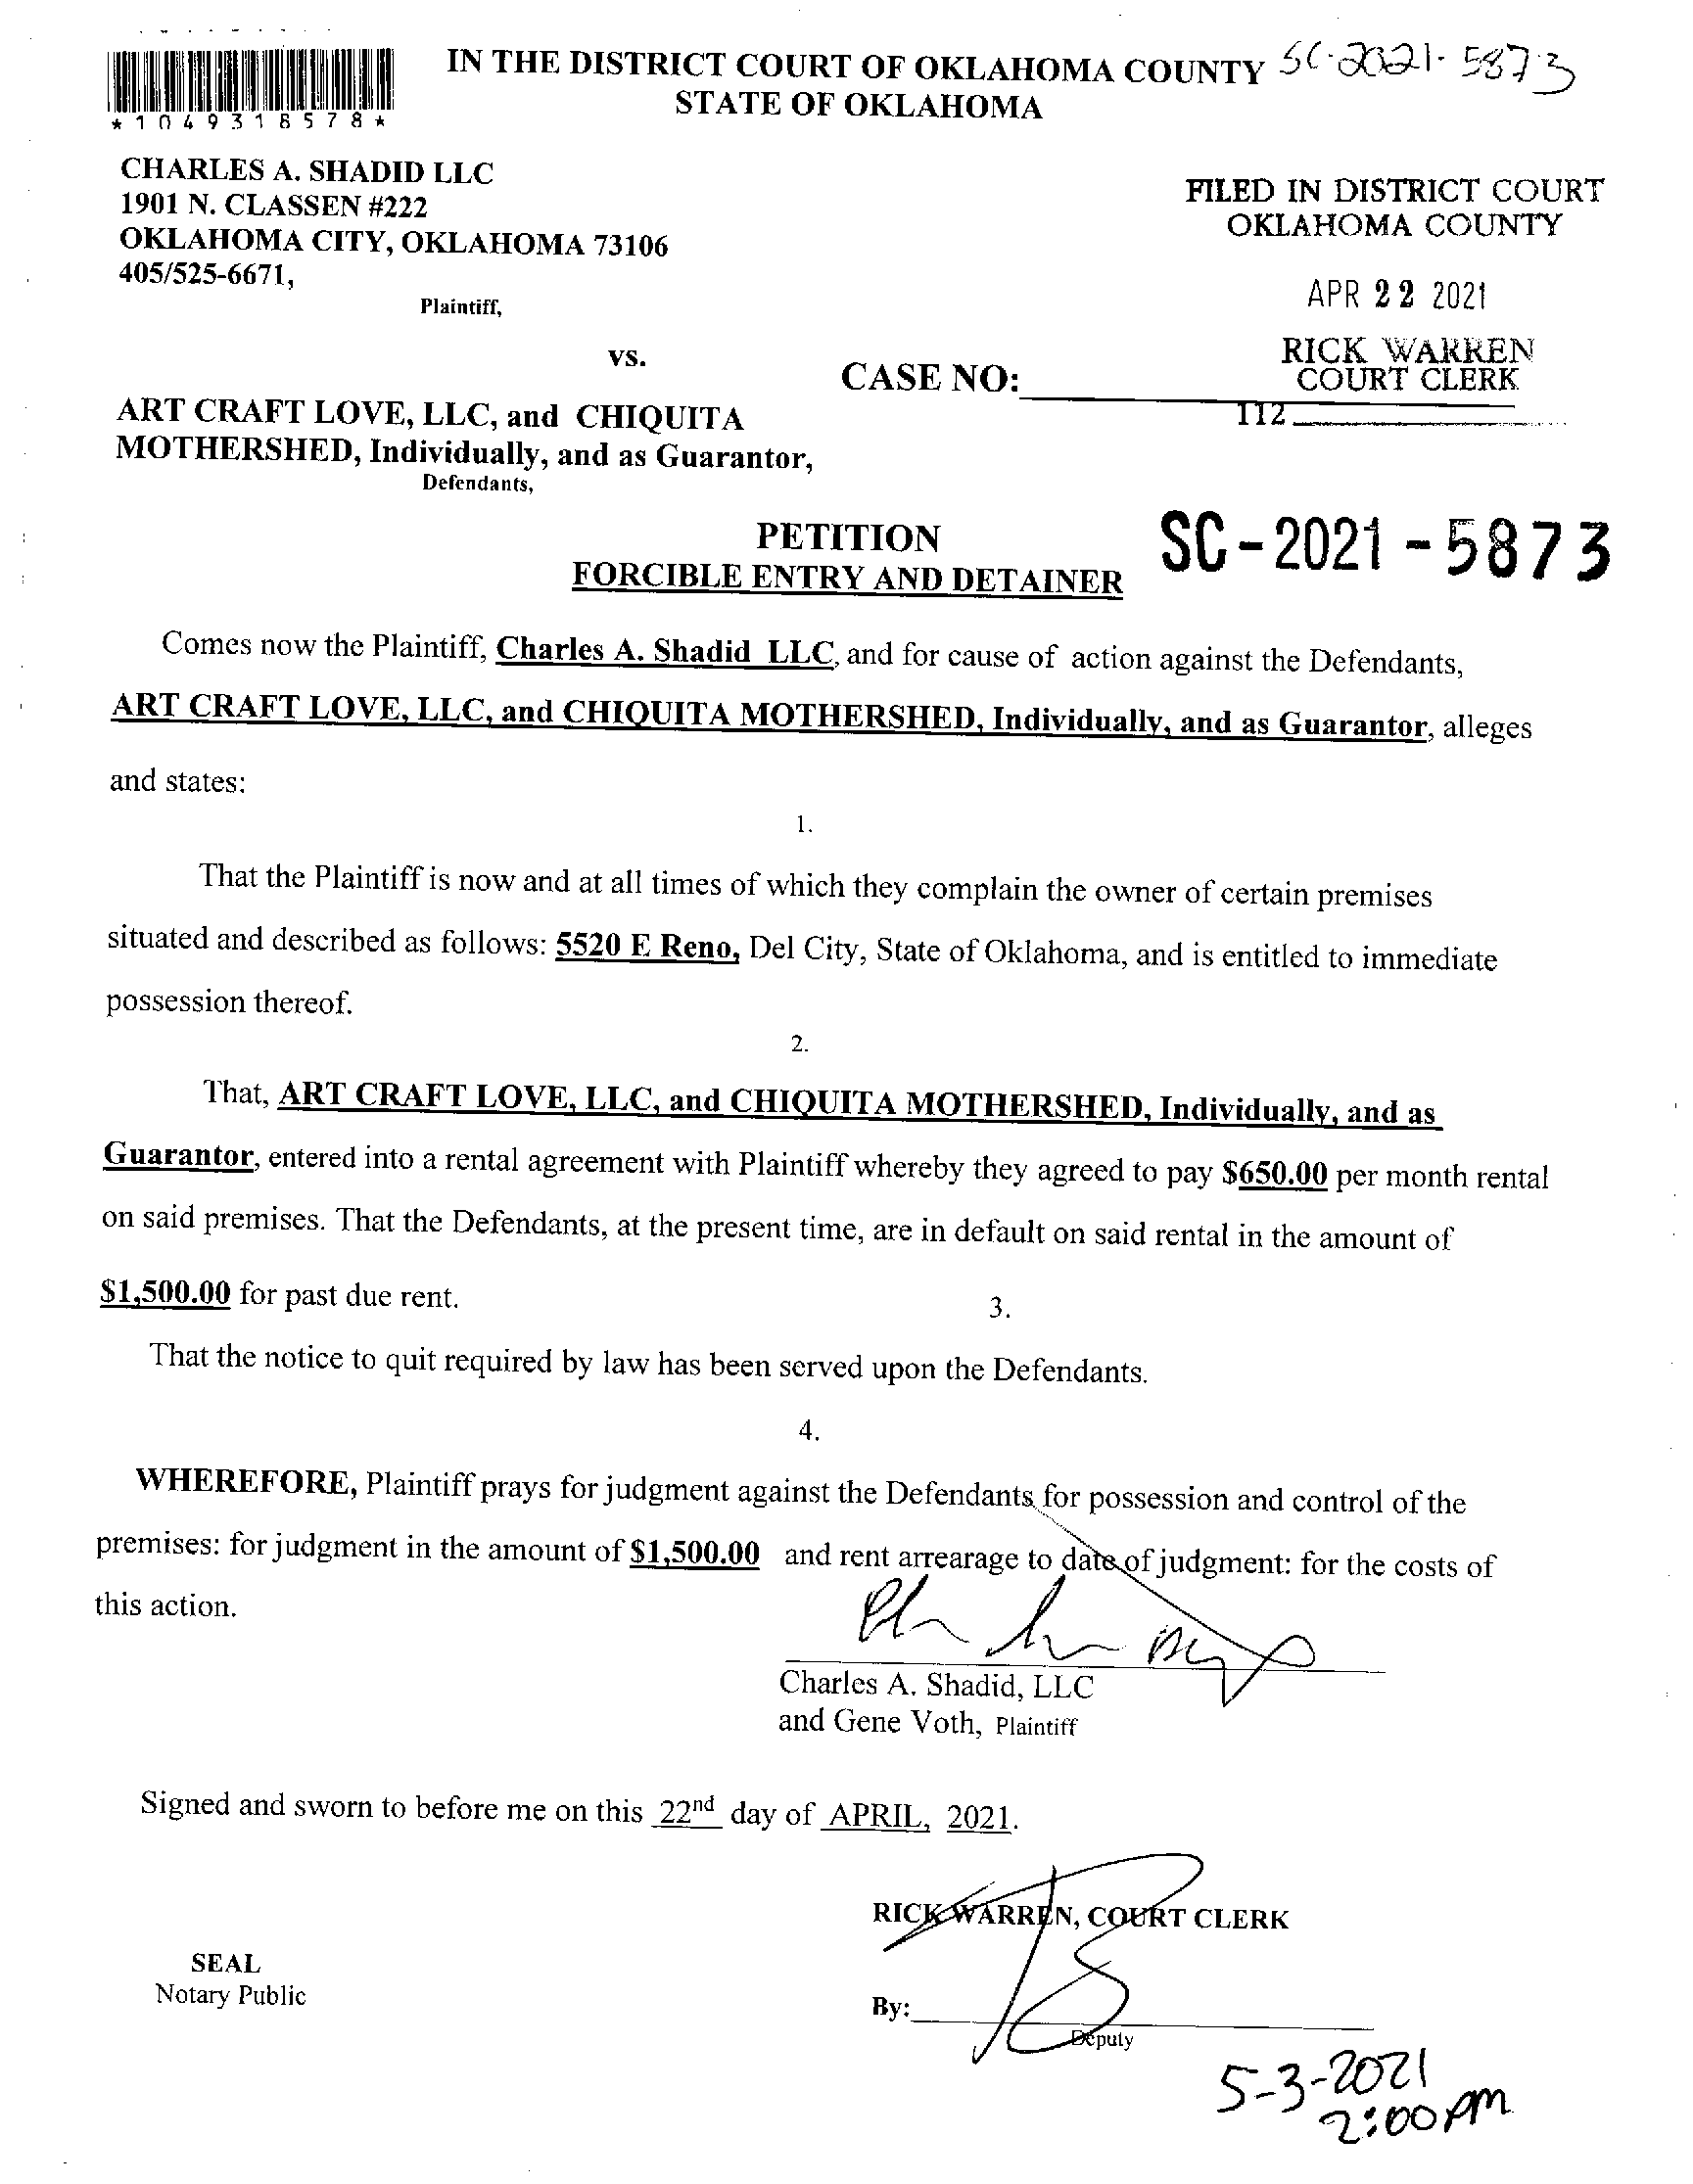 IN THE DISTRICT COURT OF OKLAHOMA COUNTY SC-2021-5873
STATE OF OKLAHOMA
*1049318578*
CHARLES A. SHADID LLC
1901 N. CLASSEN #222
OKLAHOMA CITY, OKLAHOMA 73106
405/525-6671,
Plaintiff,
FILED IN DISTRICT COURT
OKLAHOMA COUNTY
APR 22 2021
RICK WARREN
COURT CLERK
112
vs.
CASE NO:
ART CRAFT LOVE, LLC, and CHIQUITA
MOTHERSHED, Individually, and as Guarantor,
Defendants,
PETITION
FORCIBLE ENTRY AND DETAINER
SC-2021-5873
Comes now the Plaintiff, Charles A. Shadid LLC, and for cause of action against the Defendants,
ART CRAFT LOVE, LLC, and CHIQUITA MOTHERSHED, Individually, and as Guarantor, alleges
and states:
1.
That the Plaintiff is now and at all times of which they complain the owner of certain premises
situated and described as follows: 5520 E Reno, Del City, State of Oklahoma, and is entitled to immediate
possession thereof.
2.
That, ART CRAFT LOVE, LLC, and CHIQUITA MOTHERSHED, Individually, and as
Guarantor, entered into a rental agreement with Plaintiff whereby they agreed to pay $650.00 per month rental
on said premises. That the Defendants, at the present time, are in default on said rental in the amount of
$1,500.00 for past due rent.
3.
That the notice to quit required by law has been served upon the Defendants.
4.
WHEREFORE, Plaintiff prays for judgment against the Defendants for possession and control of the
premises: for judgment in the amount of $1,500.00 and rent arrearage to date of judgment: for the costs of
this action.
Charles A. Shadid, LLC
and Gene Voth, Plaintiff
Signed and sworn to before me on this 22nd day of APRIL, 2021.
RICK WARREN, COURT CLERK
SEAL
Notary Public
By:
Deputy
5-3-2021
2:00 PM